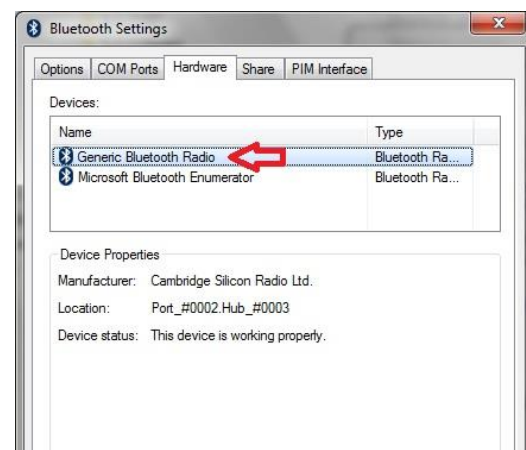 Bluetooth Settings
Options COM Ports Hardware Share PIM Interface
Devices:
Name Type
Generic Bluetooth Radio Bluetooth Ra...
Microsoft Bluetooth Enumerator Bluetooth Ra...
Device Properties
Manufacturer: Cambridge Silicon Radio Ltd.
Location: Port_#0002.Hub_#0003
Device status: This device is working properly.